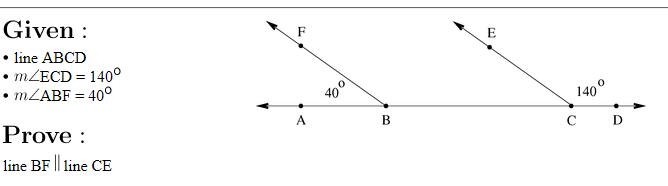 Given :
• line ABCD
• m∠ECD = 140°
• m∠ABF = 40°
Prove :
line BF || line CE
F
E
40°
140°
A
B
C
D